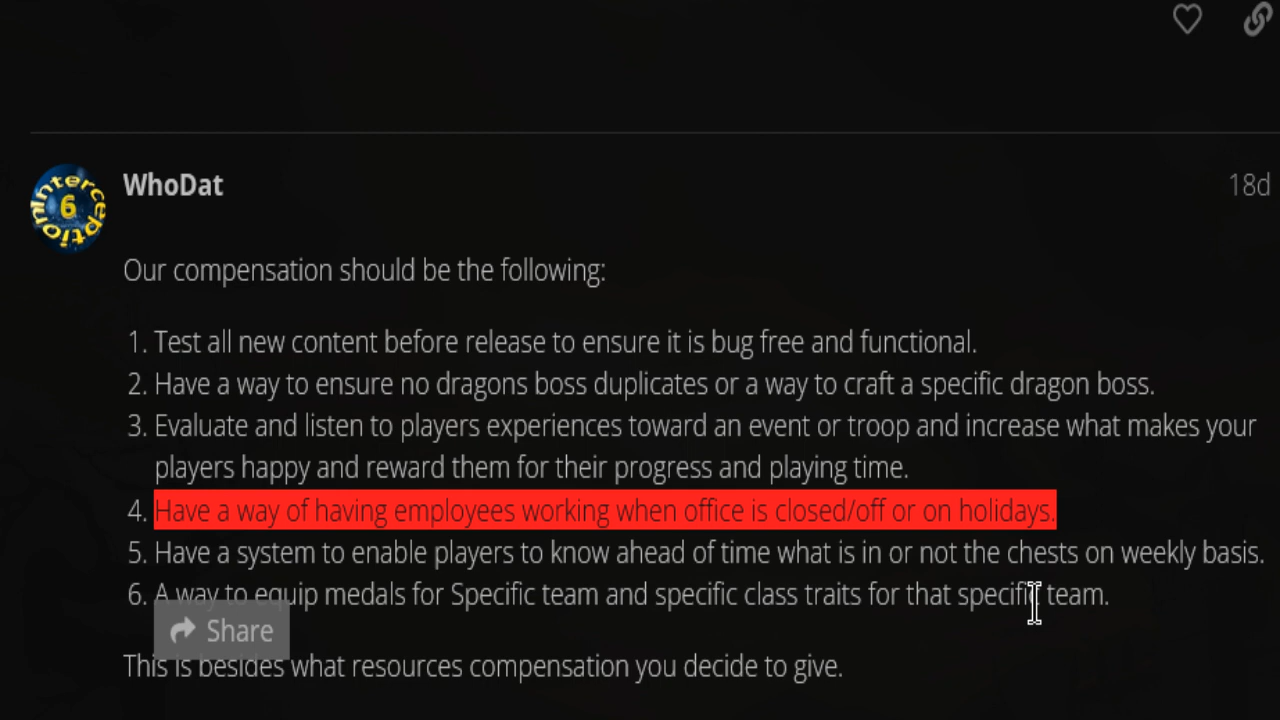 Interception
6
WhoDat
18d
Our compensation should be the following:
1. Test all new content before release to ensure it is bug free and functional.
2. Have a way to ensure no dragons boss duplicates or a way to craft a specific dragon boss.
3. Evaluate and listen to players experiences toward an event or troop and increase what makes your
players happy and reward them for their progress and playing time.
4. Have a way of having employees working when office is closed/off or on holidays.
5. Have a system to enable players to know ahead of time what is in or not the chests on weekly basis.
6. A way to equip medals for Specific team and specific class traits for that specific team.
Share
This is besides what resources compensation you decide to give.